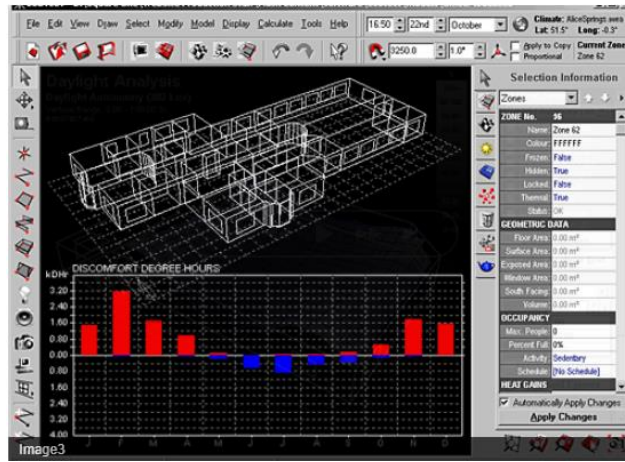 File Edit View Draw Select Modify Model Display Calculate Tools Help
16:50 22nd October
Climate: AliceSprings.wea
Lat: 51.5° Long: -0.3°
3250.0 1.0°
Apply to Copy
Proportional
Current Zone
Zone 62
Daylight Analysis
Selection Information
Zones
ZONE No. 96
Name: Zone 62
Colour: FFFFFF
Frozen: False
Hidden: True
Locked: False
Thermal: True
Status: OK
GEOMETRIC DATA
Floor Area: 0.00 m²
Surface Area: 0.00 m²
Exposed Area: 0.00 m²
Window Area: 0.00 m²
South Facing: 0.00 m²
Volume: 0.00 m³
OCCUPANCY
Max. People: 0
Percent Full: 0%
Activity: Sedentary
Schedule: [No Schedule]
HEAT GAINS
Automatically Apply Changes
Apply Changes
kDHr DISCOMFORT DEGREE HOURS
3.20
2.40
1.60
0.80
0.00
0.80
1.60
2.40
3.20
4.00
J F M A M J J A S O N D
Image3